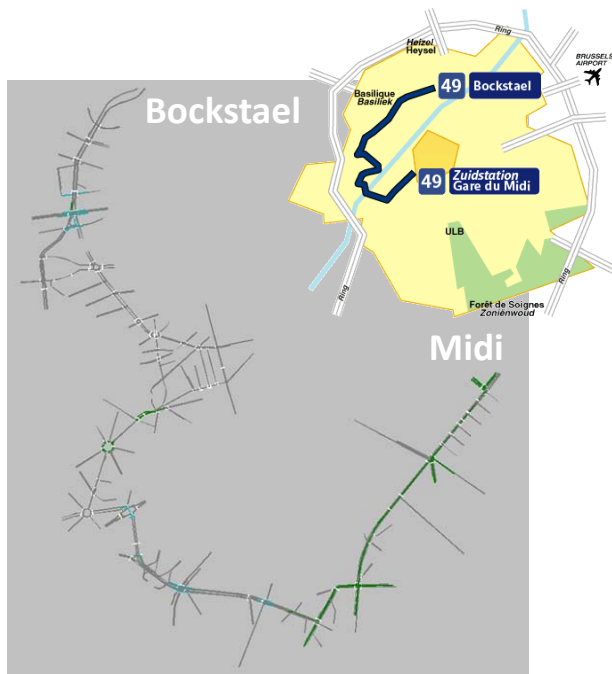 Ring
Heizel
Heysel
BRUSSELS
AIRPORT
Bockstael
49 Bockstael
Basilique
Basiliek
49 Zuidstation
Gare du Midi
ULB
Ring
Ring
Forêt de Soignes
Zoniënwoud
Midi